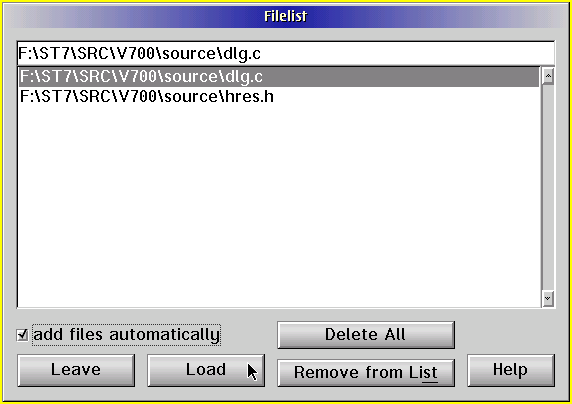 Filelist
F:\ST7\SRC\V700\source\dlg.c
F:\ST7\SRC\V700\source\dlg.c
F:\ST7\SRC\V700\source\hres.h
add files automatically
Delete All
Leave
Load
Remove from List
Help